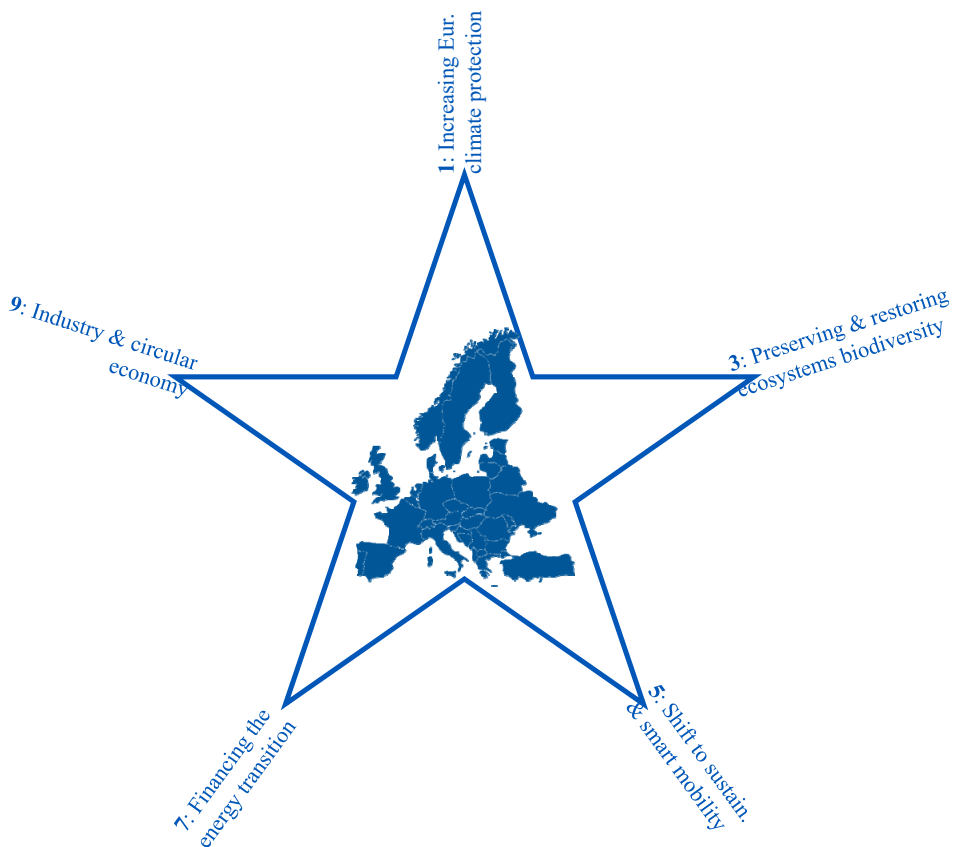 1: Increasing Eur.
climate protection
3: Preserving & restoring
ecosystems biodiversity
5: Shift to sustain.
& smart mobility
7: Financing the
energy transition
9: Industry & circular
economy